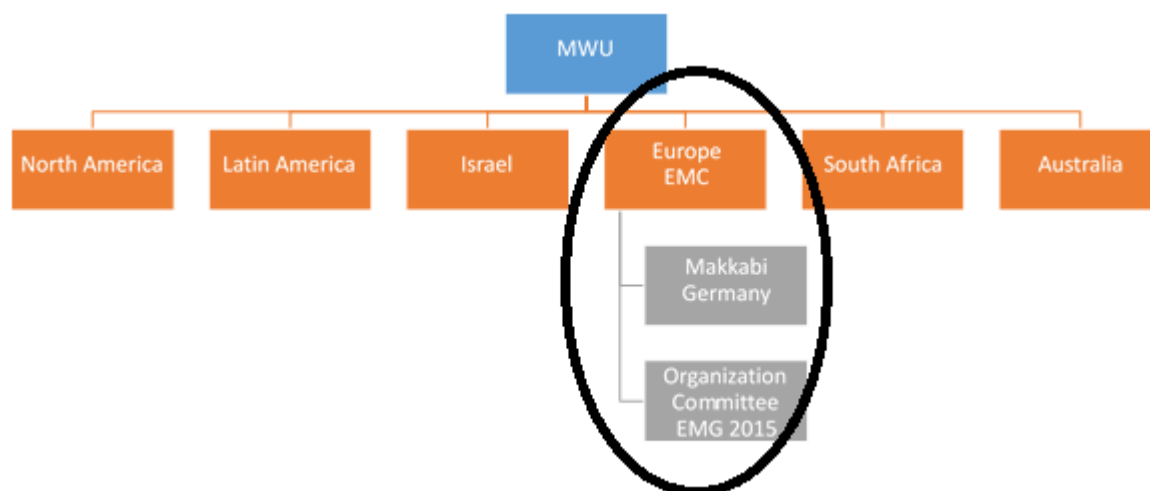 MWU
North America
Latin America
Israel
Europe
EMC
South Africa
Australia
Makkabi
Germany
Organization
Committee
EMG 2015